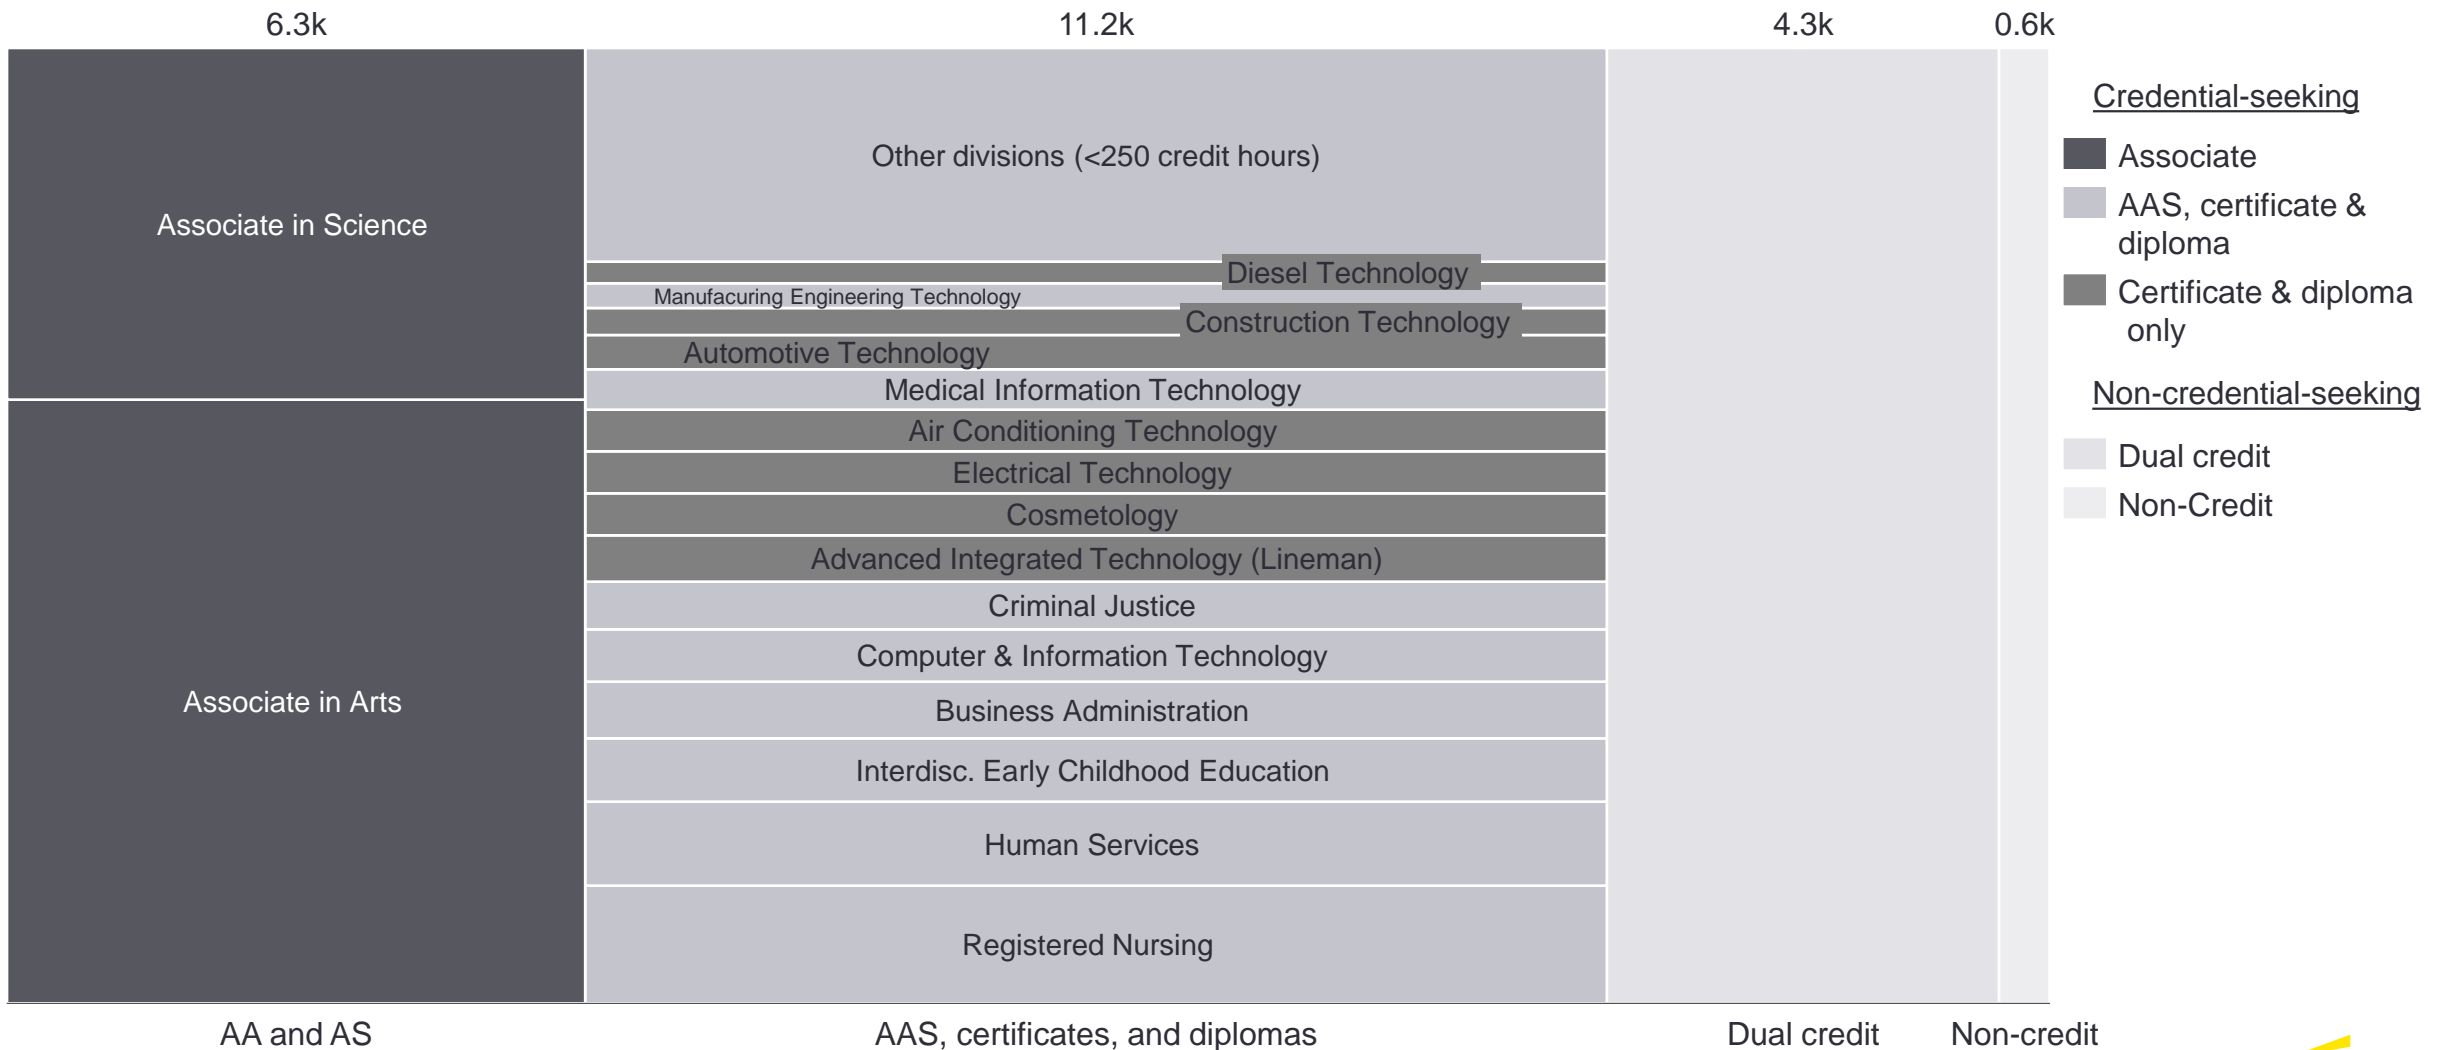 6.3k
11.2k
4.3k
0.6k
Associate in Science
Associate in Arts
Other divisions (<250 credit hours)
Diesel Technology
Manufacuring Engineering Technology
Construction Technology
Automotive Technology
Medical Information Technology
Air Conditioning Technology
Electrical Technology
Cosmetology
Advanced Integrated Technology (Lineman)
Criminal Justice
Computer & Information Technology
Business Administration
Interdisc. Early Childhood Education
Human Services
Registered Nursing
Credential-seeking
Associate
AAS, certificate &
diploma
Certificate & diploma
only
Non-credential-seeking
Dual credit
Non-Credit
AA and AS
AAS, certificates, and diplomas
Dual credit
Non-credit